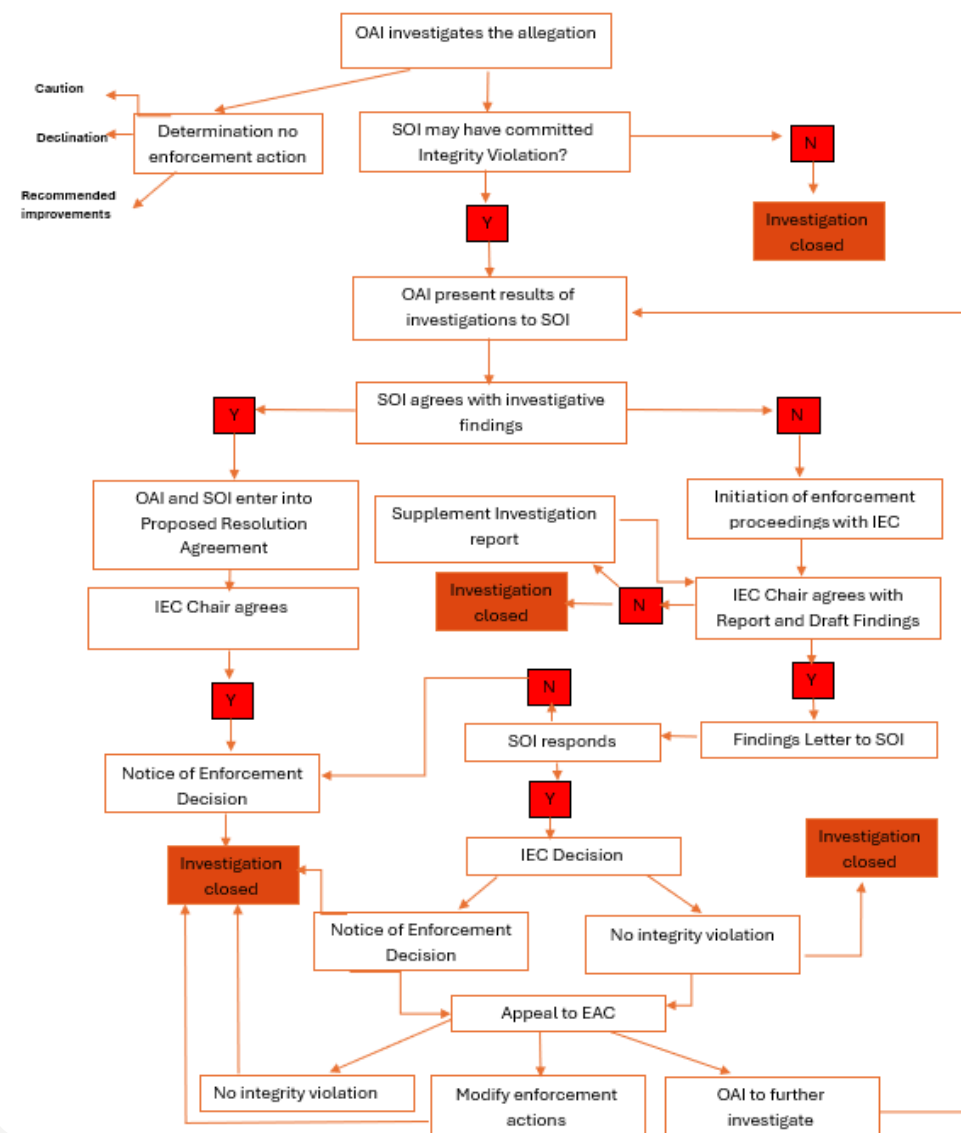 OAI investigates the allegation
Caution
Declination
Recommended
improvements
Determination no
enforcement action
SOI may have committed
Integrity Violation?
N
Investigation
closed
Y
OAI present results of
investigations to SOI
SOI agrees with investigative
findings
Y
N
OAI and SOI enter into
Proposed Resolution
Agreement
Supplement Investigation
report
Initiation of enforcement
proceedings with IEC
IEC Chair agrees
Investigation
closed
N
IEC Chair agrees with
Report and Draft Findings
Y
N
Y
SOI responds
Findings Letter to SOI
Notice of Enforcement
Decision
Y
IEC Decision
Investigation
closed
Investigation
closed
Notice of Enforcement
Decision
No integrity violation
Appeal to EAC
No integrity violation
Modify enforcement
actions
OAI to further
investigate